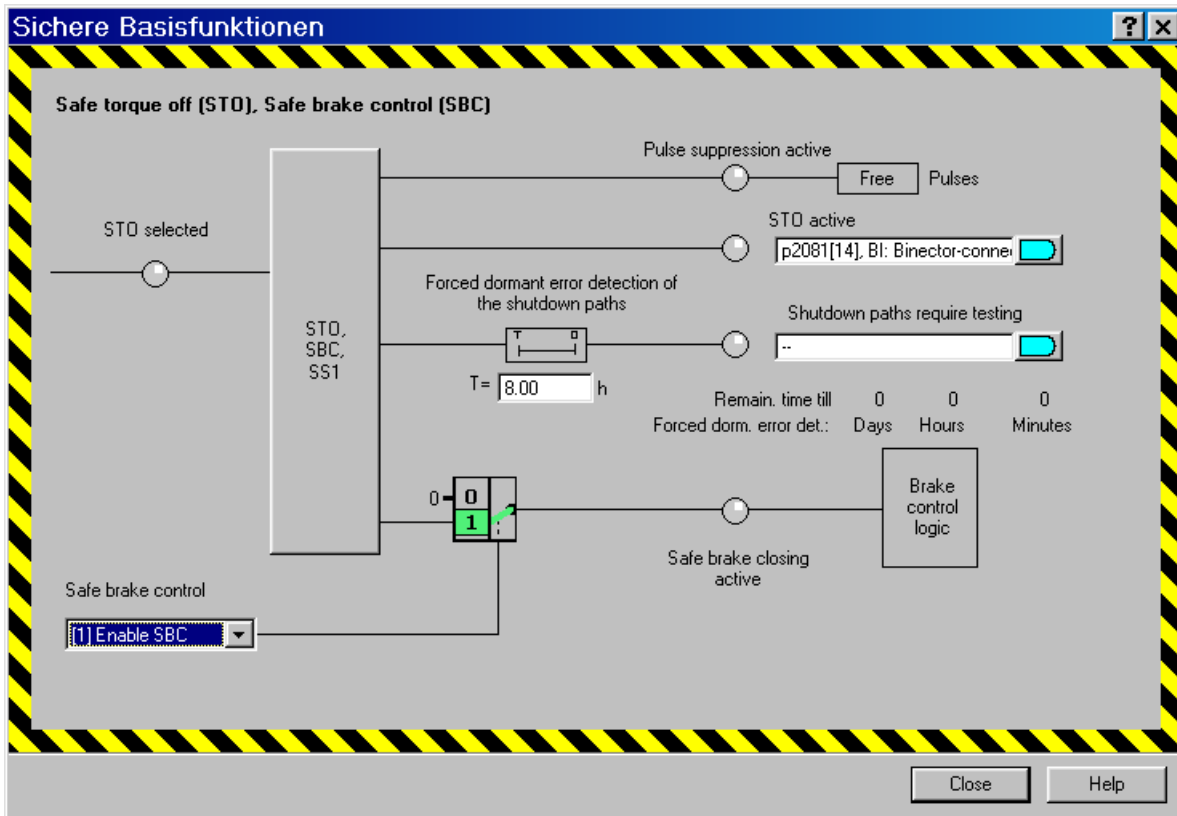 Sichere Basisfunktionen
Safe torque off (STO), Safe brake control (SBC)
Pulse suppression active
Free Pulses
STO selected
STO active
p2081[14], BI: Binector-conne
Forced dormant error detection of
the shutdown paths
Shutdown paths require testing
STO,
SBC,
SS1
T 0
--
T= 8.00 h
Remain. time till 0 0 0
Forced dorm. error det.: Days Hours Minutes
0 0
1
Brake
control
logic
Safe brake closing
active
Safe brake control
[1] Enable SBC
Close Help